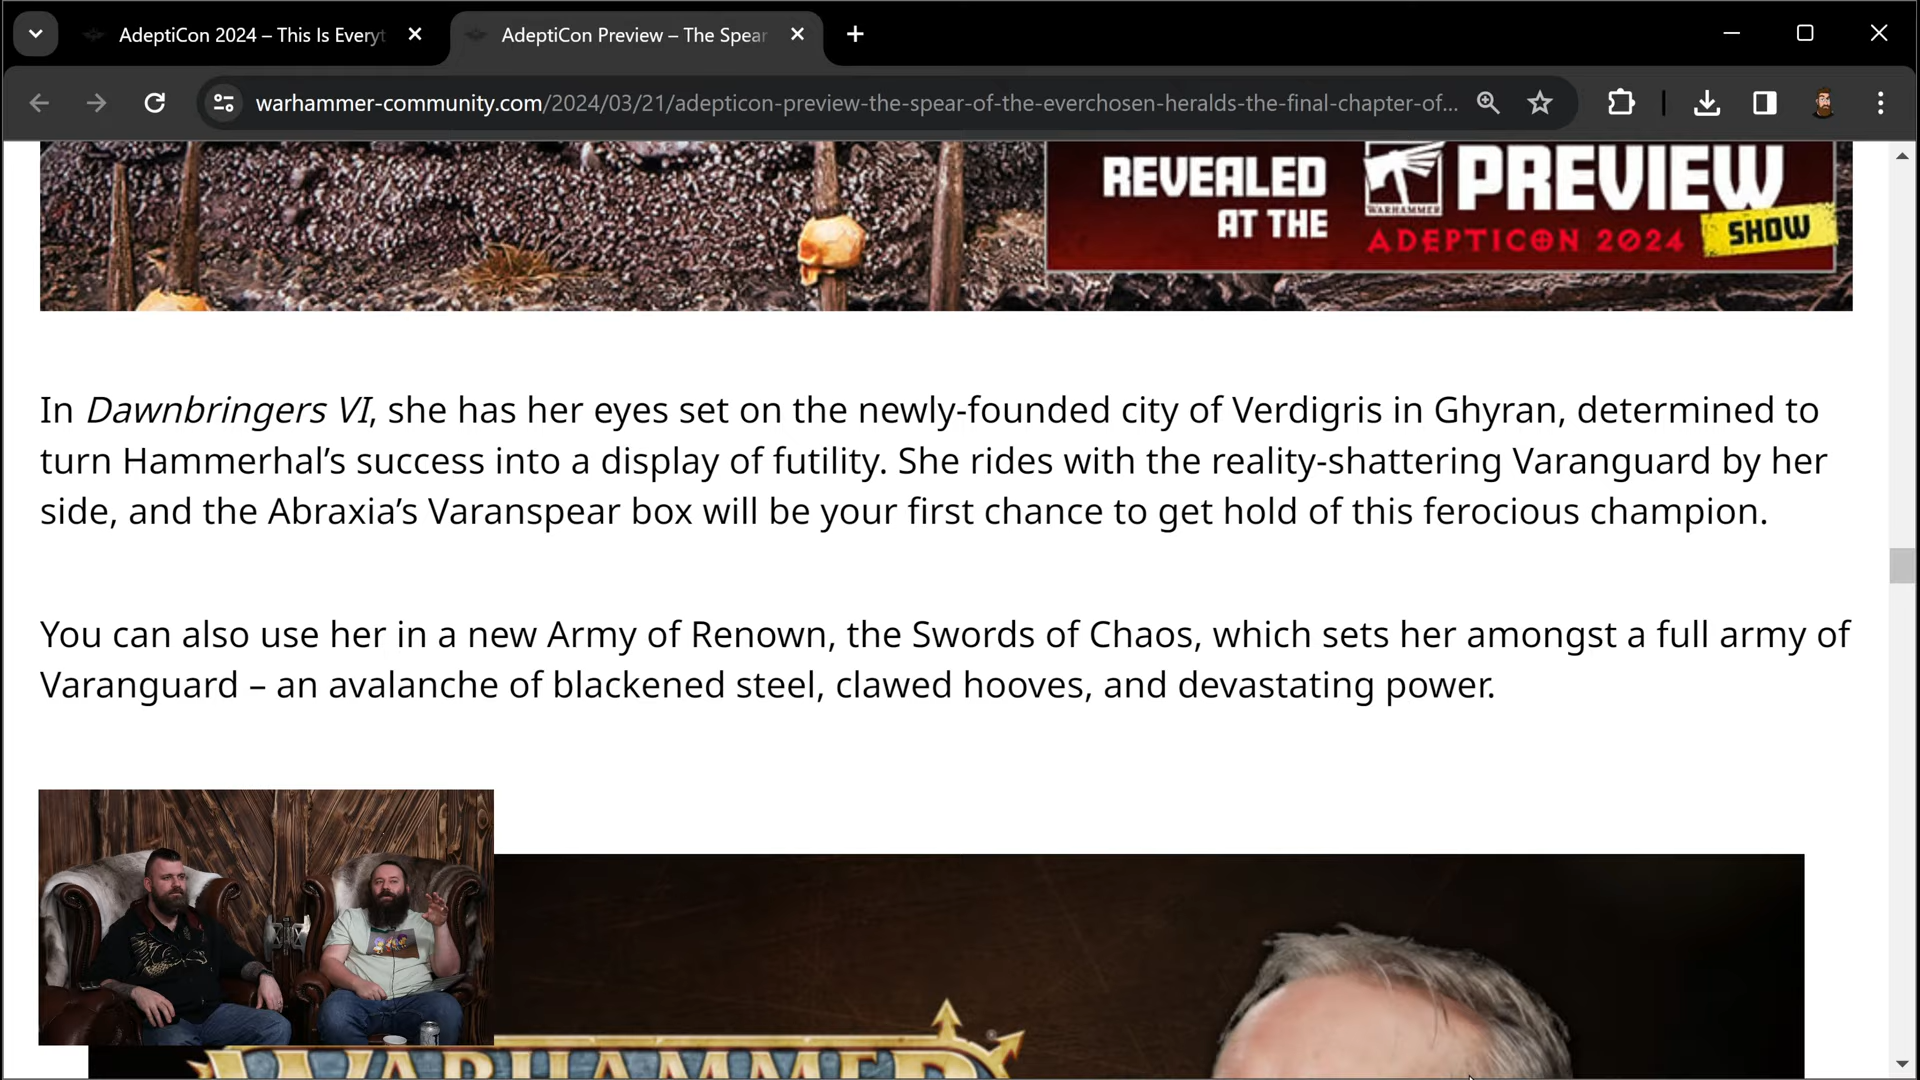 AdeptiCon 2024 – This Is Everyt
AdeptiCon Preview – The Spear
warhammer-community.com/2024/03/21/adepticon-preview-the-spear-of-the-everchosen-heralds-the-final-chapter-of...
REVEALED
AT THE
WARHAMMER
PREVIEW
ADEPTICON 2024
SHOW
In Dawnbringers VI, she has her eyes set on the newly-founded city of Verdigris in Ghyran, determined to
turn Hammerhal’s success into a display of futility. She rides with the reality-shattering Varanguard by her
side, and the Abraxia’s Varanspear box will be your first chance to get hold of this ferocious champion.
You can also use her in a new Army of Renown, the Swords of Chaos, which sets her amongst a full army of
Varanguard – an avalanche of blackened steel, clawed hooves, and devastating power.
WARHAMMER